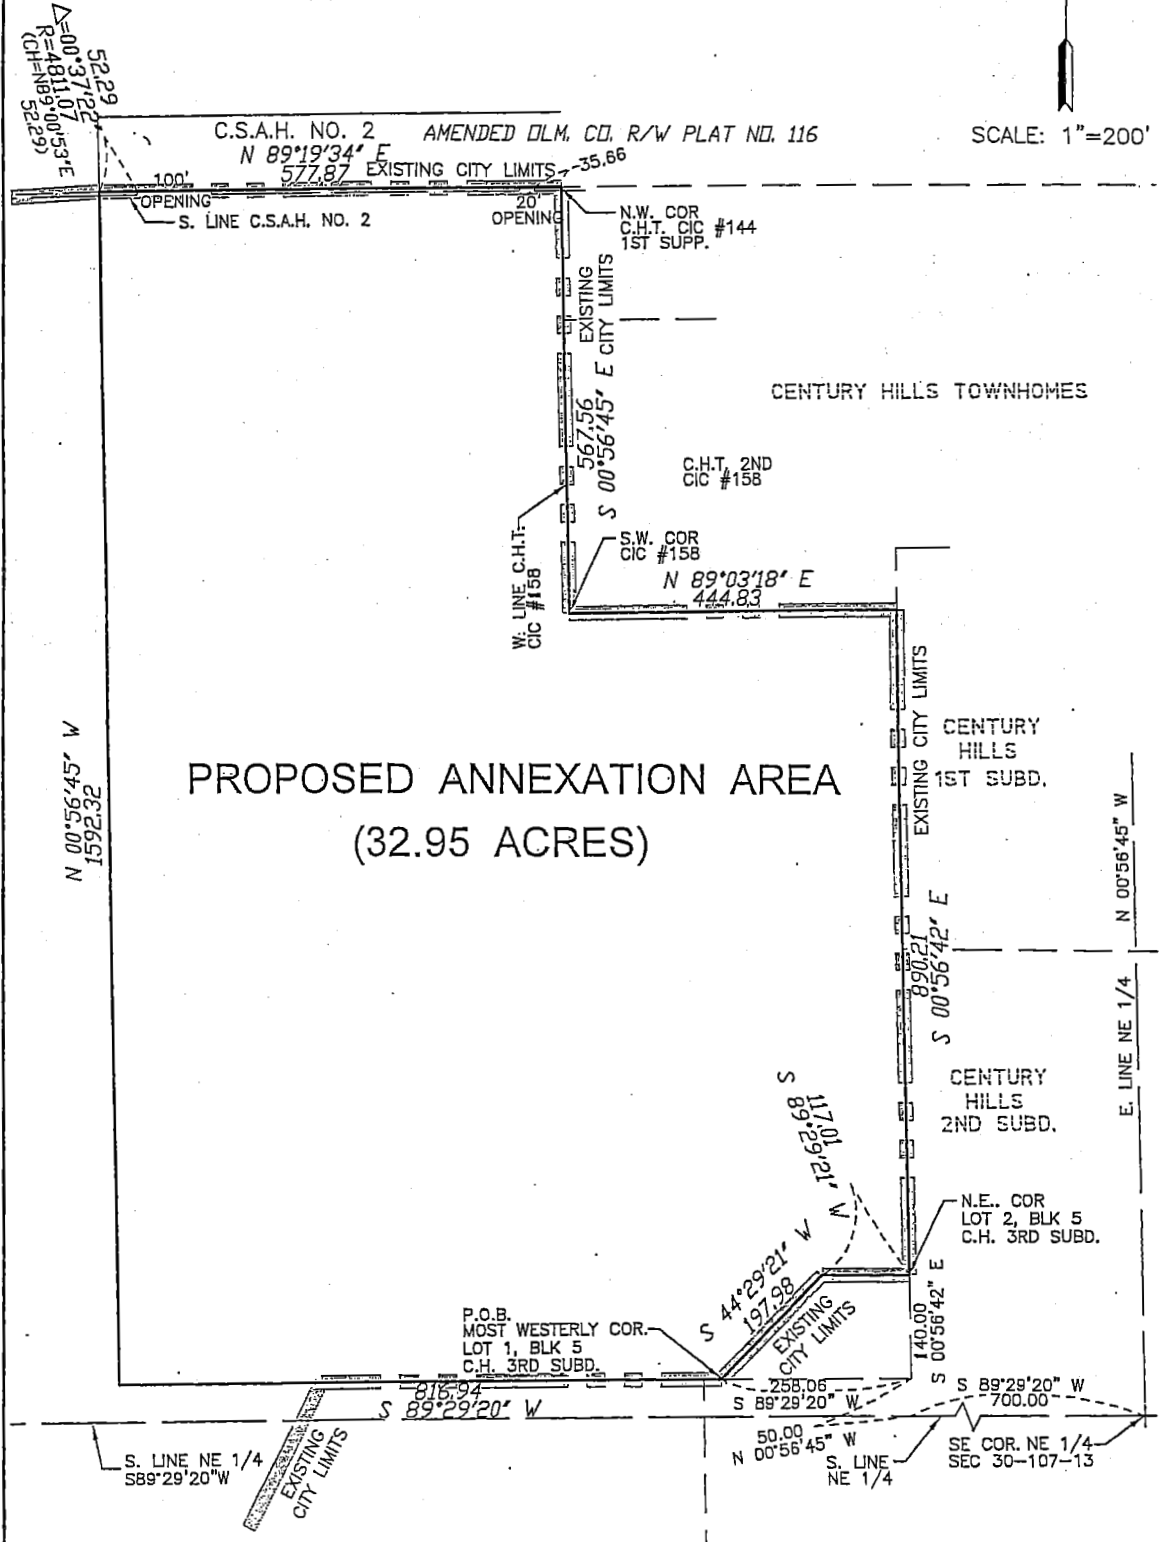 52.29
Δ=00°37'22"
R=4811.07
(CH=N89°00'53"E
52.29)
C.S.A.H. NO. 2
AMENDED OLM. CO. R/W PLAT NO. 116
SCALE: 1"=200'
N 89°19'34" E
577.87
EXISTING CITY LIMITS
35.66
100'
OPENING
S. LINE C.S.A.H. NO. 2
20'
OPENING
N.W. COR
C.H.T. CIC #144
1ST SUPP.
EXISTING
CITY LIMITS
567.56
S 00°56'45" E
CENTURY HILLS TOWNHOMES
C.H.T. 2ND
CIC #158
W. LINE C.H.T.
CIC #158
S.W. COR
CIC #158
N 89°03'18" E
444.83
EXISTING CITY LIMITS
CENTURY
HILLS
1ST SUBD.
N 00°56'45" W
1592.32
PROPOSED ANNEXATION AREA
(32.95 ACRES)
N 00°56'45" W
E. LINE NE 1/4
890.21
S 00°56'42" E
CENTURY
HILLS
2ND SUBD.
117.01
S 89°29'21" W
N.E.. COR
LOT 2, BLK 5
C.H. 3RD SUBD.
S 44°29'21" W
197.98
EXISTING
CITY LIMITS
P.O.B.
MOST WESTERLY COR.
LOT 1, BLK 5
C.H. 3RD SUBD.
140.00
S 00°56'42" E
816.94
S 89°29'20" W
258.06
S 89°29'20" W
S 89°29'20" W
700.00
50.00
N 00°56'45" W
S. LINE
NE 1/4
SE COR. NE 1/4
SEC 30-107-13
S. LINE NE 1/4
S89°29'20"W
EXISTING
CITY LIMITS